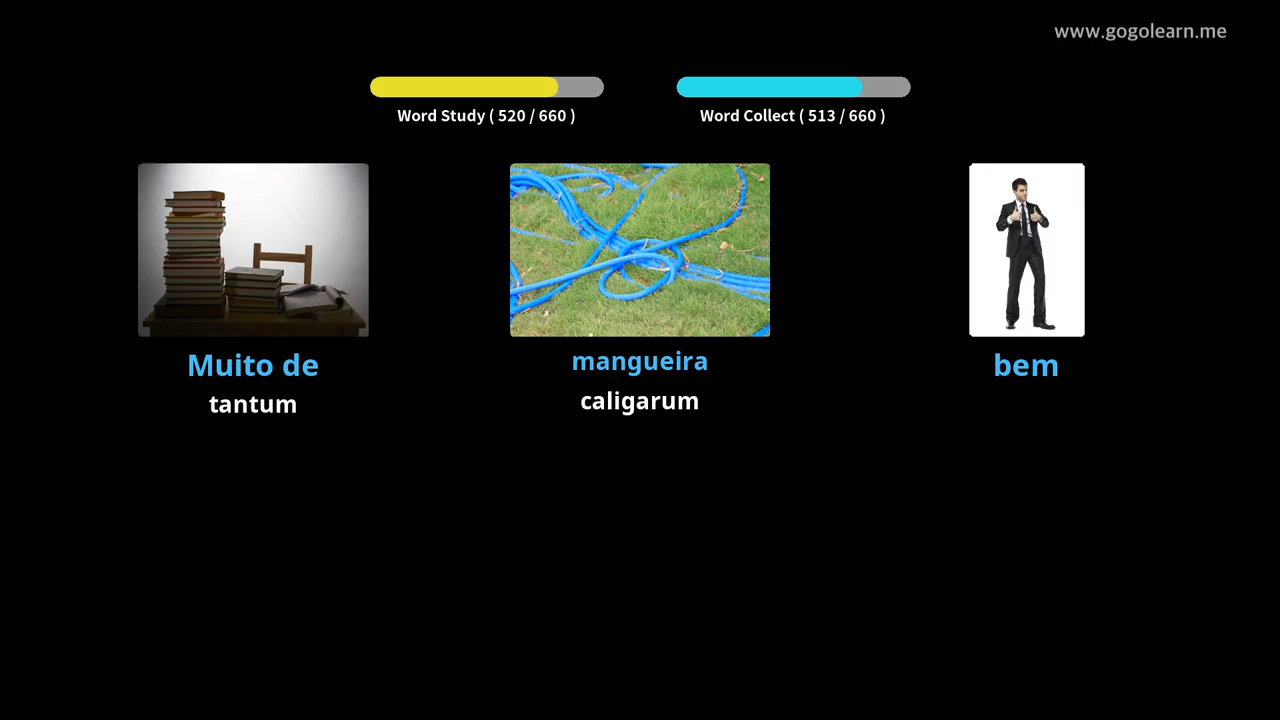 www.gogolearn.me
Word Study ( 520 / 660 )
Word Collect ( 513 / 660 )
Muito de
tantum
mangueira
caligarum
bem